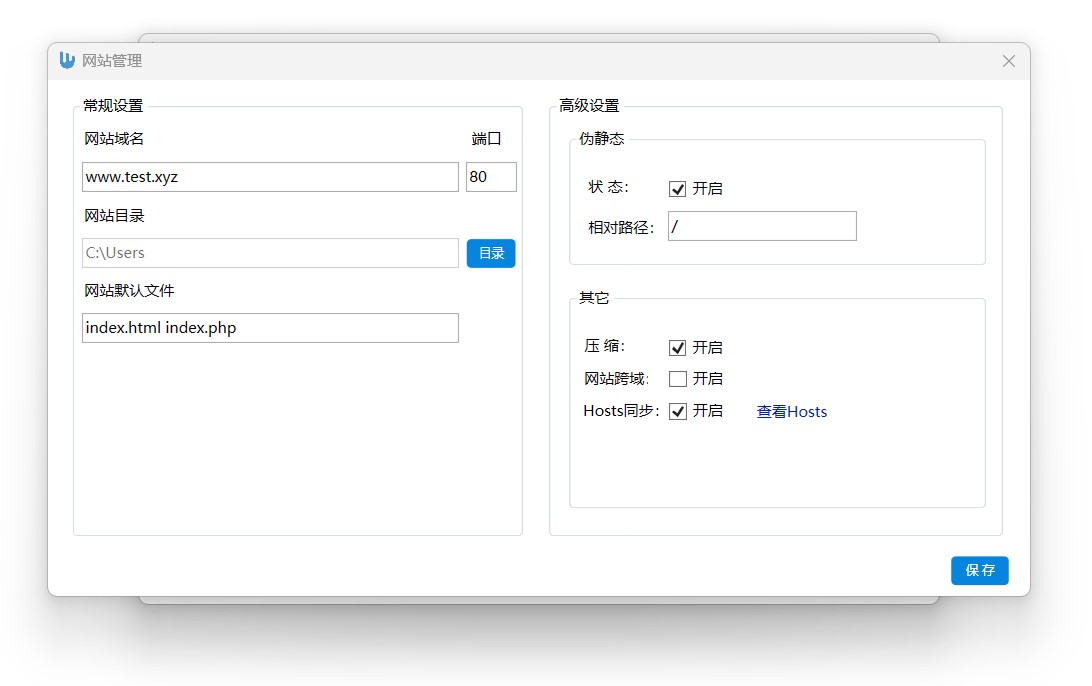 网站管理
常规设置
网站域名 端口
www.test.xyz 80
网站目录
C:\Users 目录
网站默认文件
index.html index.php
高级设置
伪静态
状 态： 开启
相对路径： /
其它
压 缩： 开启
网站跨域： 开启
Hosts同步： 开启 查看Hosts
保存